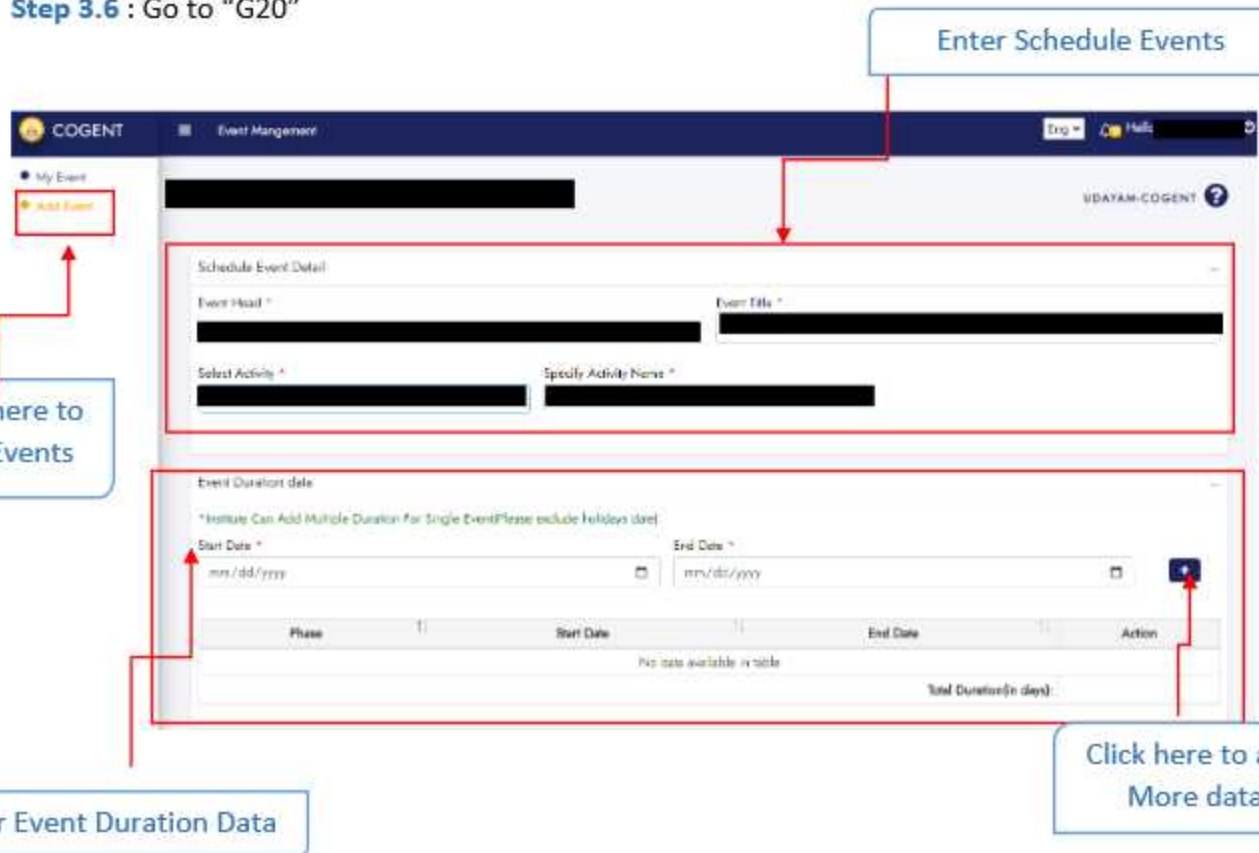 Step 3.6 : Go to "G20"
Enter Schedule Events
COGENT
Event Mangement
Eng
Hello
My Event
Add Event
UDAYAM-COGENT
Schedule Event Detail
Event Head *
Event Title *
Select Activity *
Specify Activity Name *
here to
Events
Event Duration date
*Institute Can Add Multiple Duration For Single Event(Please exclude holidays date)
Start Date *
End Date *
mm/dd/yyyy
mm/dd/yyyy
Phase
Start Date
End Date
Action
No data available in table
Total Duration(in days):
Click here to a
More data
r Event Duration Data